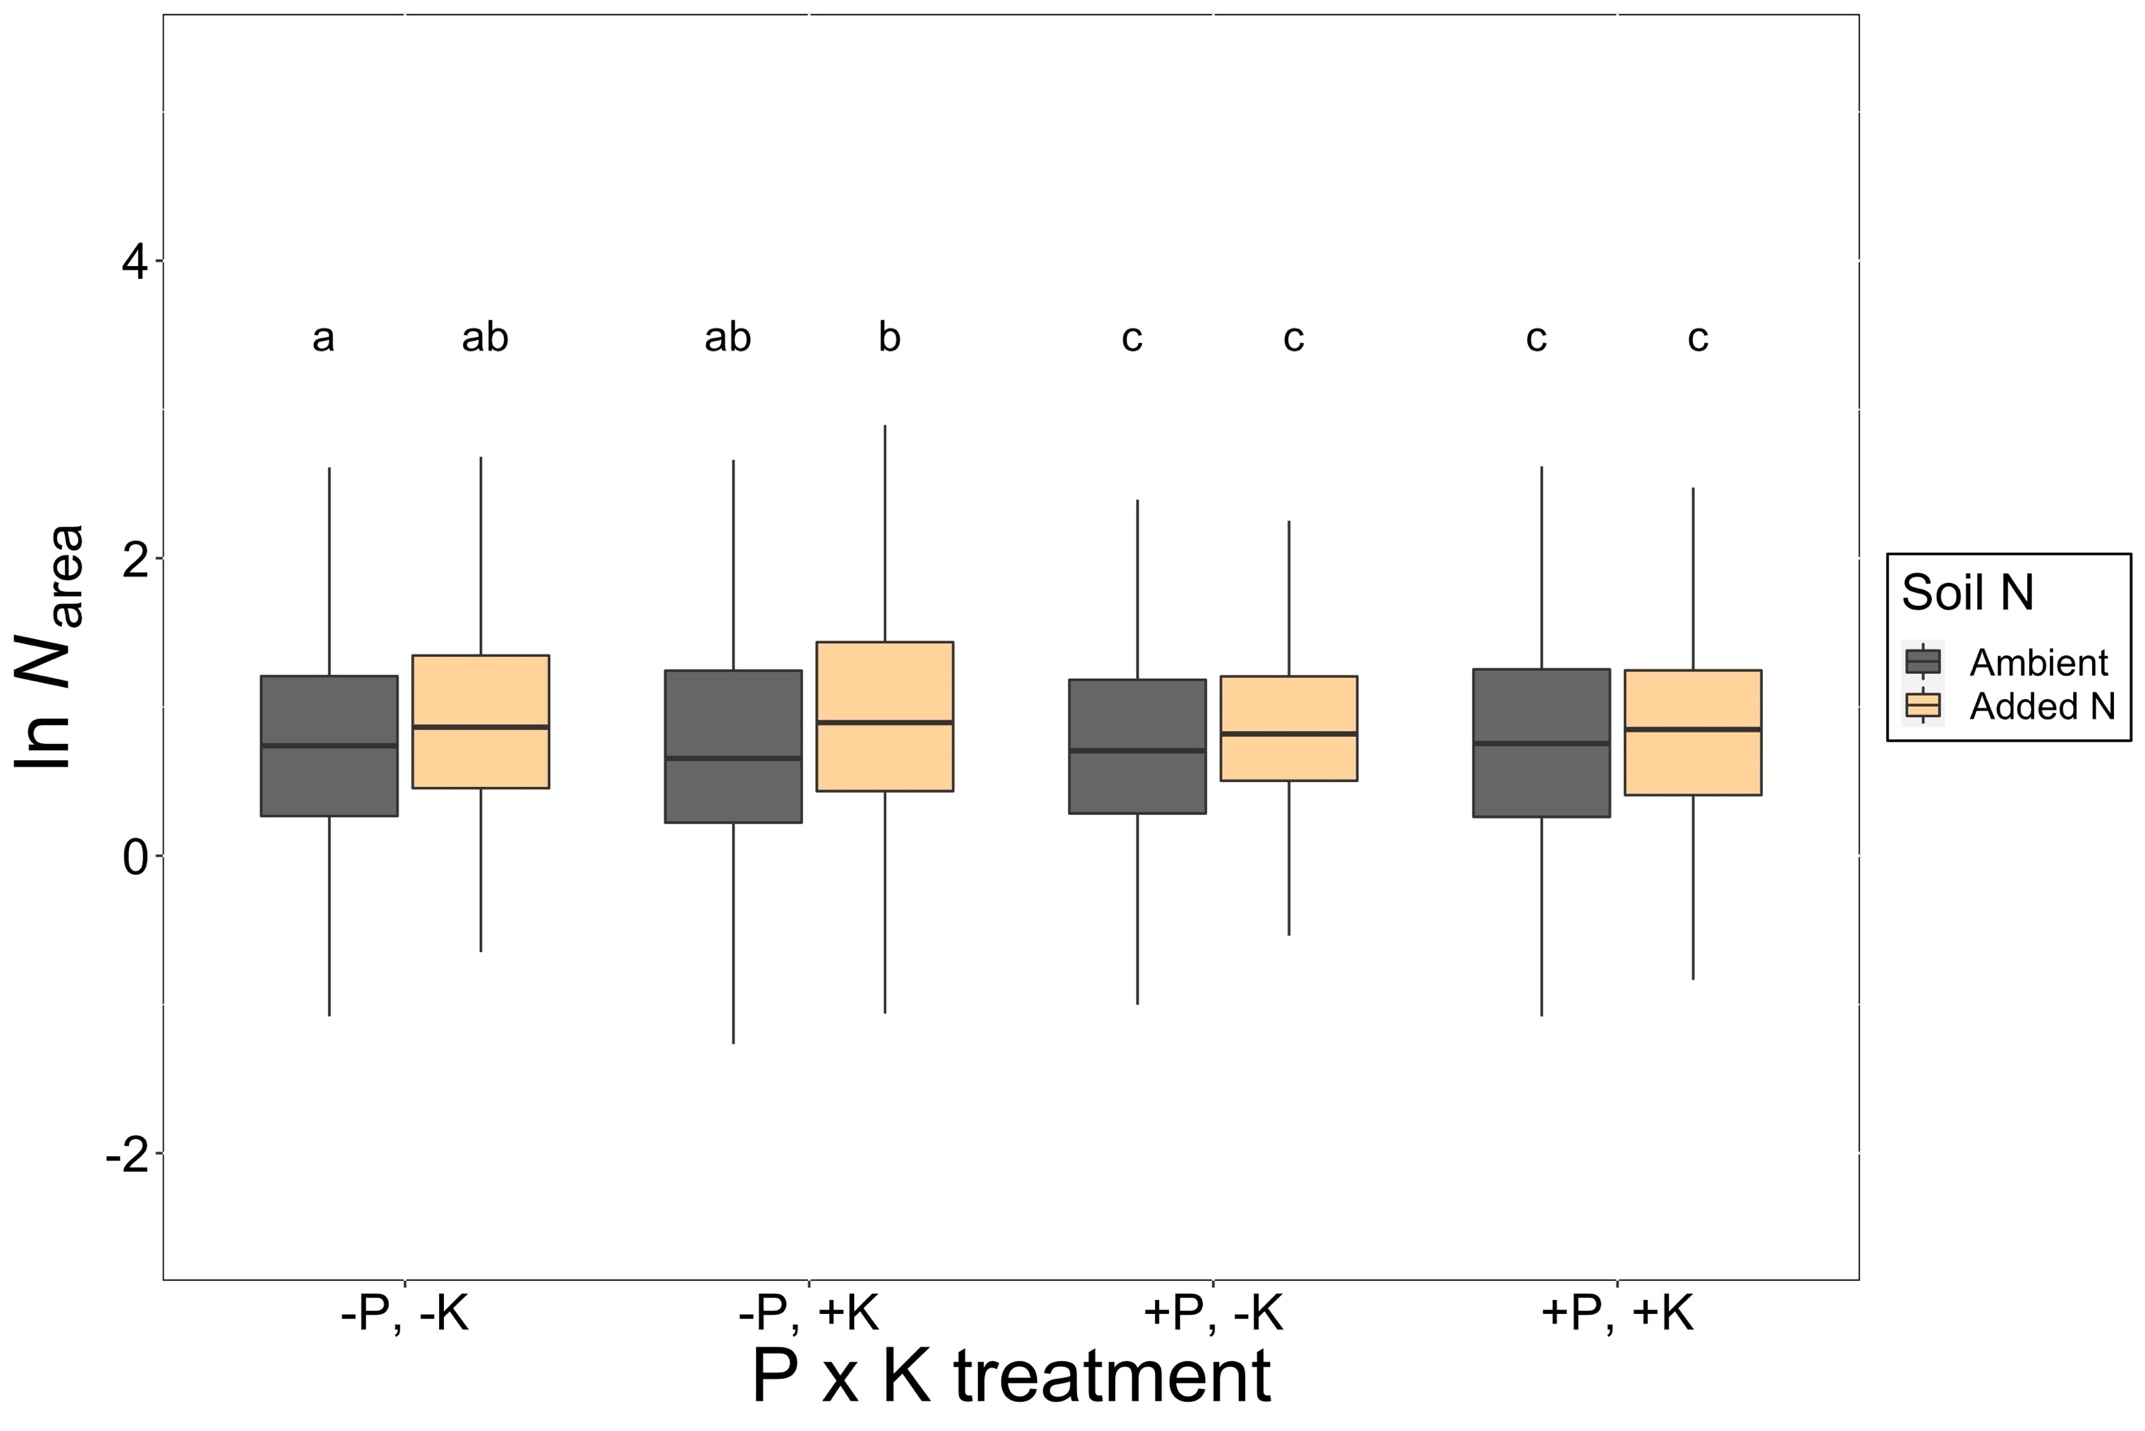 4
2
0
-2
ln Narea
a ab ab b c c c c
-P, -K -P, +K +P, -K +P, +K
P x K treatment
Soil N
Ambient
Added N